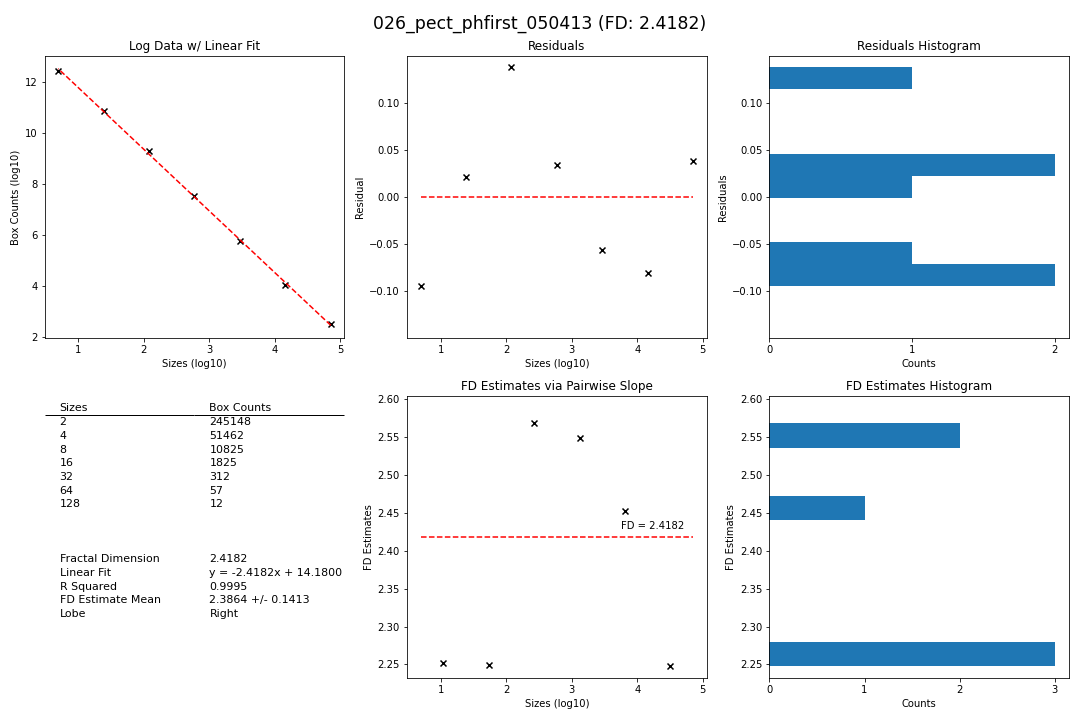 026_pect_phfirst_050413 (FD: 2.4182)
Log Data w/ Linear Fit
12
10
8
6
4
2
Box Counts (log10)
1 2 3 4 5
Sizes (log10)
Residuals
0.10
0.05
0.00
−0.05
−0.10
Residual
1 2 3 4 5
Sizes (log10)
Residuals Histogram
0.10
0.05
0.00
−0.05
−0.10
Residuals
0 1 2
Counts
Sizes Box Counts
2 245148
4 51462
8 10825
16 1825
32 312
64 57
128 12
Fractal Dimension 2.4182
Linear Fit y = -2.4182x + 14.1800
R Squared 0.9995
FD Estimate Mean 2.3864 +/- 0.1413
Lobe Right
FD Estimates via Pairwise Slope
2.60
2.55
2.50
2.45
2.40
2.35
2.30
2.25
FD Estimates
FD = 2.4182
1 2 3 4 5
Sizes (log10)
FD Estimates Histogram
2.60
2.55
2.50
2.45
2.40
2.35
2.30
2.25
FD Estimates
0 1 2 3
Counts